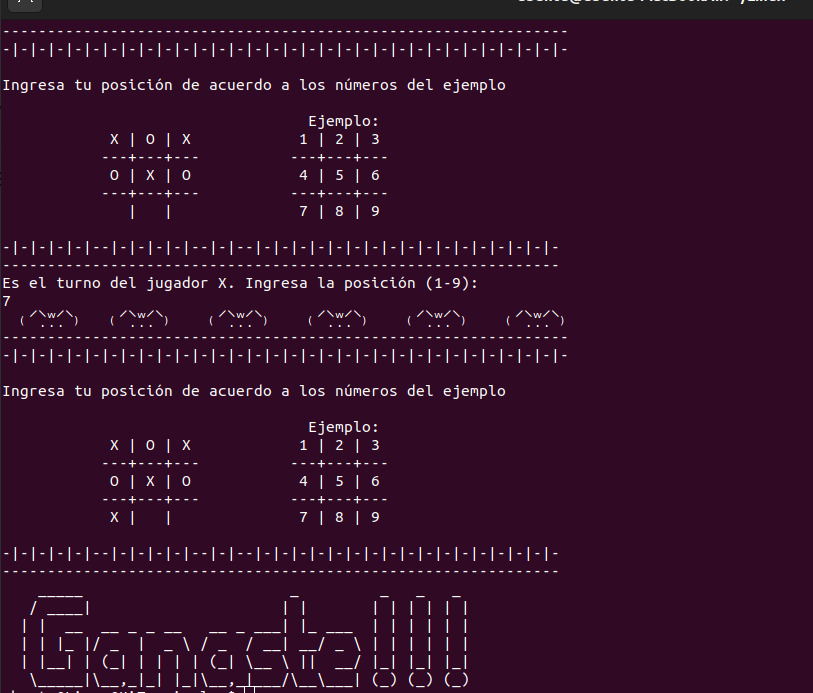 ---------------------------------------------------------------
-|-|-|-|-|-|-|-|-|-|-|-|-|-|-|-|-|-|-|-|-|-|-|-|-|-|-|-|-|-|-|-
Ingresa tu posición de acuerdo a los números del ejemplo
Ejemplo:
X | O | X             1 | 2 | 3
---+---+---          ---+---+---
O | X | O             4 | 5 | 6
---+---+---          ---+---+---
  |   |               7 | 8 | 9
-|-|-|-|-|--|-|-|-|-|--|-|--|-|-|-|-|-|-|-|-|-|-|-|-|-|-|-|-|-
--------------------------------------------------------------
Es el turno del jugador X. Ingresa la posición (1-9):
7
---------------------------------------------------------------
-|-|-|-|-|-|-|-|-|-|-|-|-|-|-|-|-|-|-|-|-|-|-|-|-|-|-|-|-|-|-|-
Ingresa tu posición de acuerdo a los números del ejemplo
Ejemplo:
X | O | X             1 | 2 | 3
---+---+---          ---+---+---
O | X | O             4 | 5 | 6
---+---+---          ---+---+---
X |   |               7 | 8 | 9
-|-|-|-|-|--|-|-|-|-|--|-|--|-|-|-|-|-|-|-|-|-|-|-|-|-|-|-|-|-
--------------------------------------------------------------
Ganaste!!!